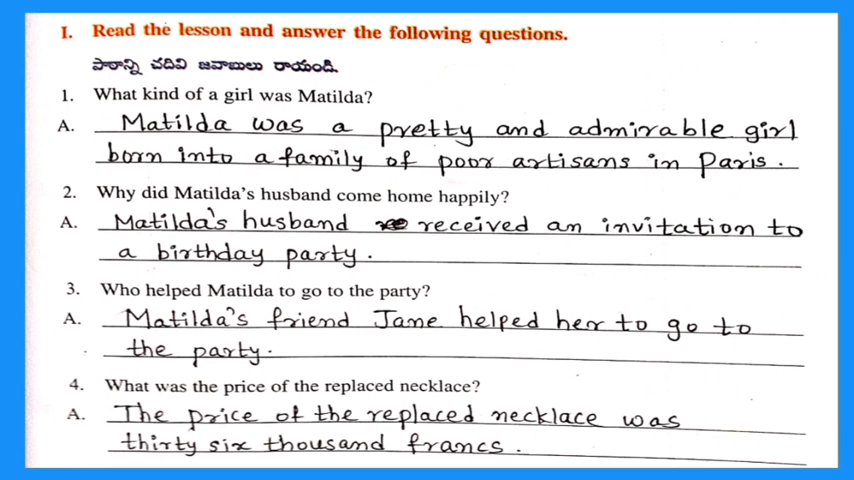 I. Read the lesson and answer the following questions.
పాఠాన్ని చదివి జవాబులు రాయండి.
1. What kind of a girl was Matilda?
A. Matilda was a pretty and admirable girl
born into a family of poor artisans in Paris.
2. Why did Matilda's husband come home happily?
A. Matilda's husband received an invitation to
a birthday party.
3. Who helped Matilda to go to the party?
A. Matilda's friend Jane helped her to go to
the party.
4. What was the price of the replaced necklace?
A. The price of the replaced necklace was
thirty six thousand francs.